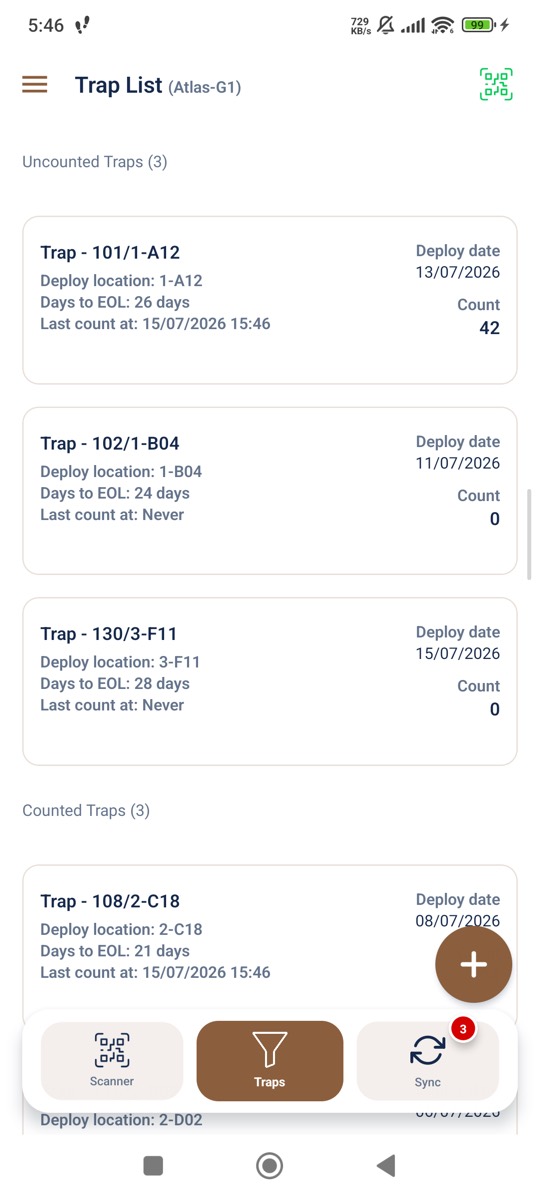 5:46
729
KB/s
6
99
Trap List (Atlas-G1)
Uncounted Traps (3)
Trap - 101/1-A12
Deploy date
Deploy location: 1-A12
13/07/2026
Days to EOL: 26 days
Count
Last count at: 15/07/2026 15:46
42
Trap - 102/1-B04
Deploy date
Deploy location: 1-B04
11/07/2026
Days to EOL: 24 days
Count
Last count at: Never
0
Trap - 130/3-F11
Deploy date
Deploy location: 3-F11
15/07/2026
Days to EOL: 28 days
Count
Last count at: Never
0
Counted Traps (3)
Trap - 108/2-C18
Deploy date
Deploy location: 2-C18
08/07/2026
Days to EOL: 21 days
Last count at: 15/07/2026 15:46
Scanner
Traps
3
Sync
Deploy location: 2-D02